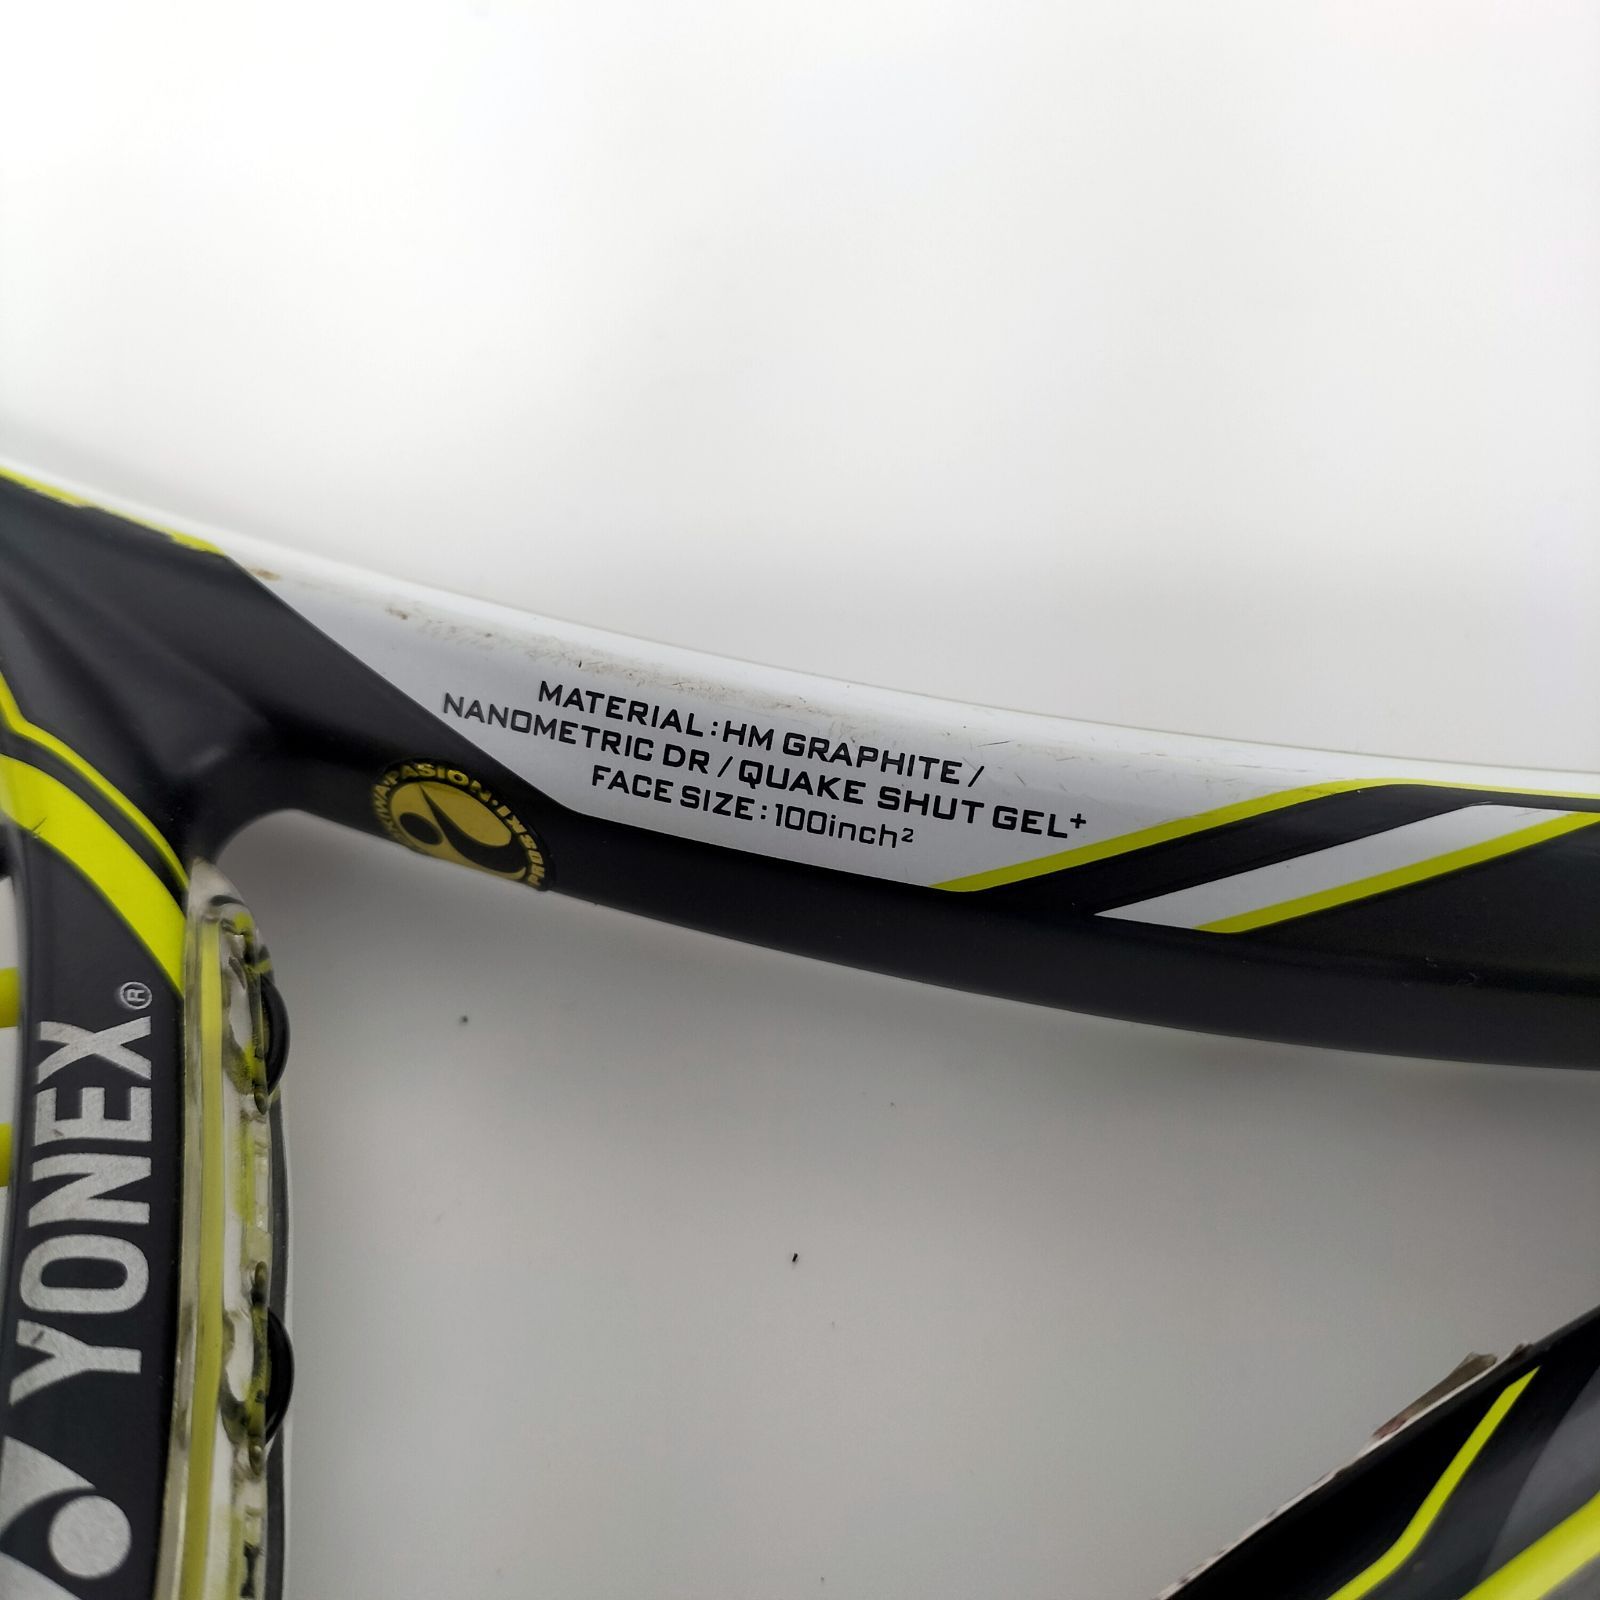 MATERIAL:HM GRAPHITE/
NANOMETRIC DR/QUAKE SHUT GEL+
FACE SIZE:100inch²
YONEX®